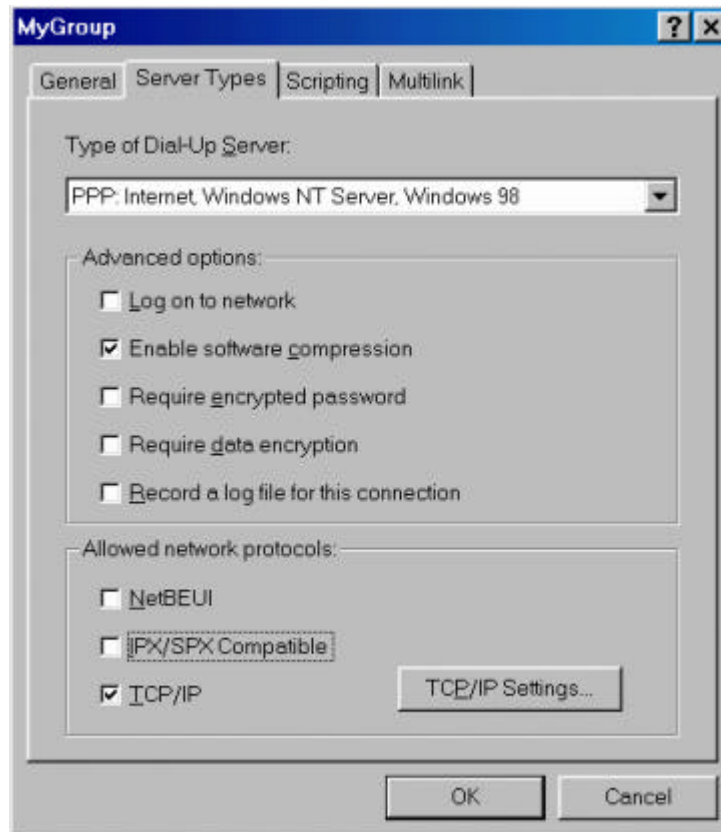 MyGroup
General Server Types Scripting Multilink
Type of Dial-Up Server:
PPP: Internet, Windows NT Server, Windows 98
Advanced options:
Log on to network
Enable software compression
Require encrypted password
Require data encryption
Record a log file for this connection
Allowed network protocols:
NetBEUI
IPX/SPX Compatible
TCP/IP TCP/IP Settings...
OK Cancel